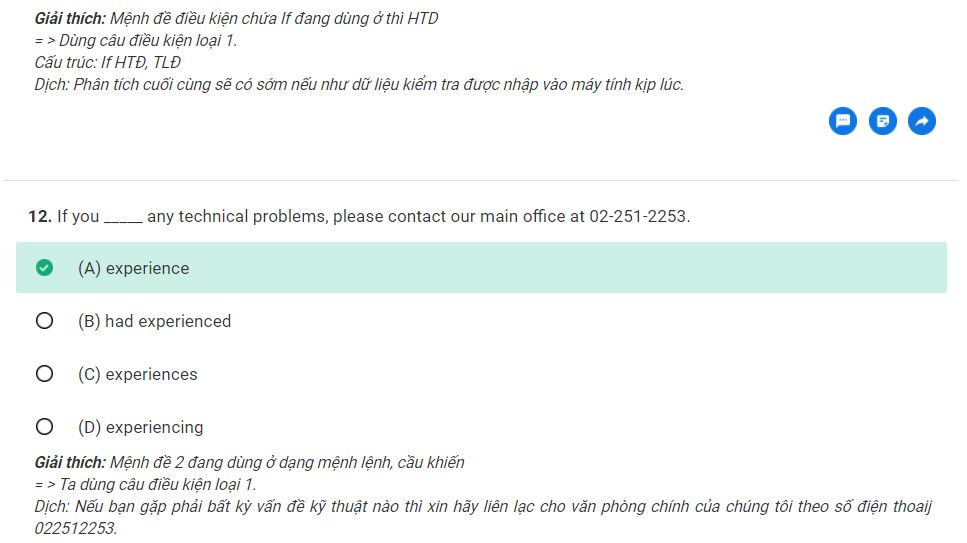 Giải thích: Mệnh đề điều kiện chứa If đang dùng ở thì HTD
= > Dùng câu điều kiện loại 1.
Cấu trúc: If HTĐ, TLĐ
Dịch: Phân tích cuối cùng sẽ có sớm nếu như dữ liệu kiểm tra được nhập vào máy tính kịp lúc.
12. If you _____ any technical problems, please contact our main office at 02-251-2253.
(A) experience
(B) had experienced
(C) experiences
(D) experiencing
Giải thích: Mệnh đề 2 đang dùng ở dạng mệnh lệnh, cầu khiến
= > Ta dùng câu điều kiện loại 1.
Dịch: Nếu bạn gặp phải bất kỳ vấn đề kỹ thuật nào thì xin hãy liên lạc cho văn phòng chính của chúng tôi theo số điện thoaij
022512253.